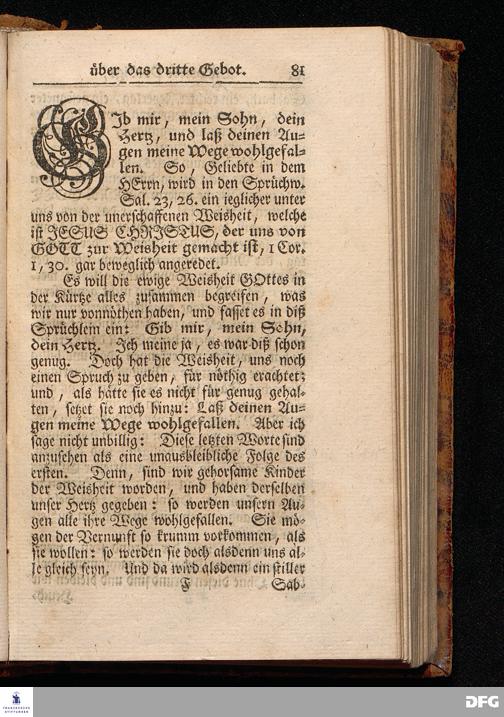 über das dritte Gebot. 81
GIb mir, mein Sohn, dein
Hertz, und laß deinen Au-
gen meine Wege wohlgefal-
len. So, Geliebte in dem
HErrn, wird in den Sprüchw.
Sal. 23, 26. ein jeglicher unter
uns von der unerschaffenen Weisheit, welche
ist JESUS CHRISTUS, der uns von
GOTT zur Weisheit gemacht ist, 1 Cor.
1, 30. gar beweglich angeredet.
Es will die ewige Weisheit GOttes in
der Kürtze alles zusammen begreifen, was
wir nur vonnöthen haben, und fasset es in diß
Sprüchlein ein: Gib mir, mein Sohn,
dein Hertz. Ich meine ja, es war diß schon
genug. Doch hat die Weisheit, uns noch
einen Spruch zu geben, für nöthig erachtet;
und, als hätte sie es nicht für genug gehal-
ten, setzet sie noch hinzu: Laß deinen Au-
gen meine Wege wohlgefallen. Aber ich
sage nicht unbillig: Diese letzten Worte sind
anzusehen als eine unausbleibliche Folge des
ersten. Denn, sind wir gehorsame Kinder
der Weisheit worden, und haben derselben
unser Hertz gegeben: so werden unsern Au-
gen alle ihre Wege wohlgefallen. Sie mö-
gen der Vernunft so krumm vorkommen, als
sie wollen: so werden sie doch alsdenn uns al-
le gleich seyn. Und da wird alsdenn ein stiller
F Sab-
FRANCKESCHE
STIFTUNGEN
DFG